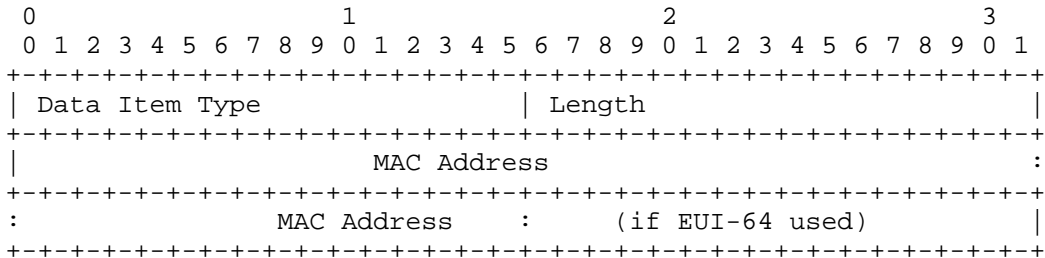 0                   1                   2                   3
 0 1 2 3 4 5 6 7 8 9 0 1 2 3 4 5 6 7 8 9 0 1 2 3 4 5 6 7 8 9 0 1
+-+-+-+-+-+-+-+-+-+-+-+-+-+-+-+-+-+-+-+-+-+-+-+-+-+-+-+-+-+-+-+-+
| Data Item Type                | Length                        |
+-+-+-+-+-+-+-+-+-+-+-+-+-+-+-+-+-+-+-+-+-+-+-+-+-+-+-+-+-+-+-+-+
|                      MAC Address                              :
+-+-+-+-+-+-+-+-+-+-+-+-+-+-+-+-+-+-+-+-+-+-+-+-+-+-+-+-+-+-+-+-+
:                MAC Address    :     (if EUI-64 used)          |
+-+-+-+-+-+-+-+-+-+-+-+-+-+-+-+-+-+-+-+-+-+-+-+-+-+-+-+-+-+-+-+-+